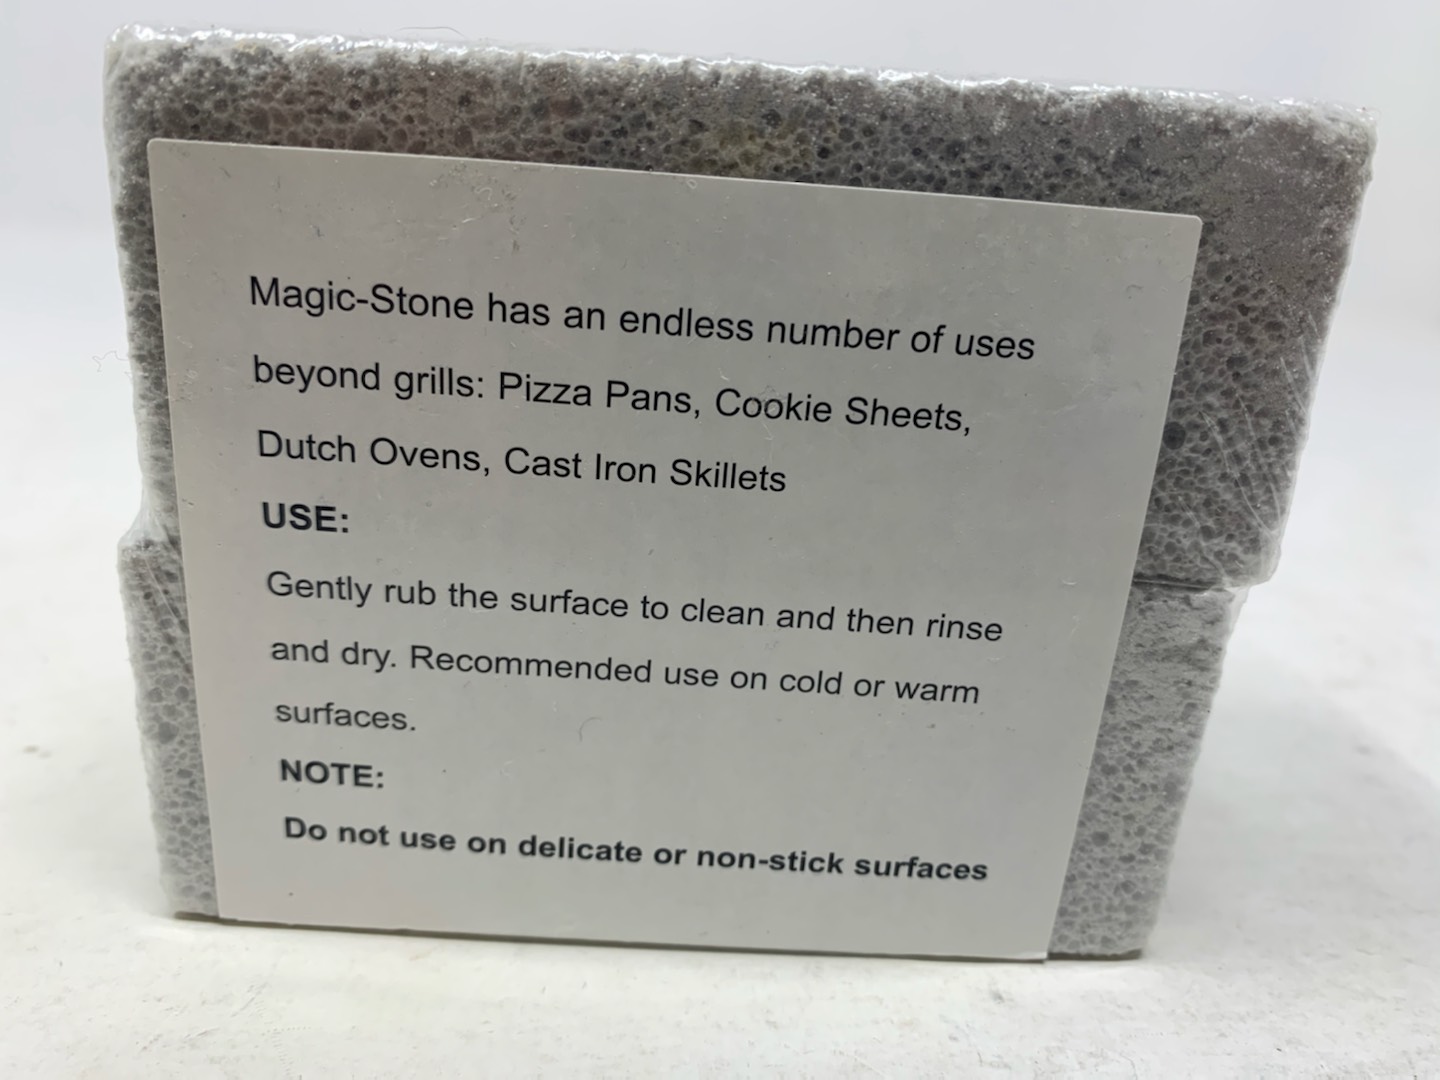 Magic-Stone has an endless number of uses
beyond grills: Pizza Pans, Cookie Sheets,
Dutch Ovens, Cast Iron Skillets
USE:
Gently rub the surface to clean and then rinse
and dry. Recommended use on cold or warm
surfaces.
NOTE:
Do not use on delicate or non-stick surfaces